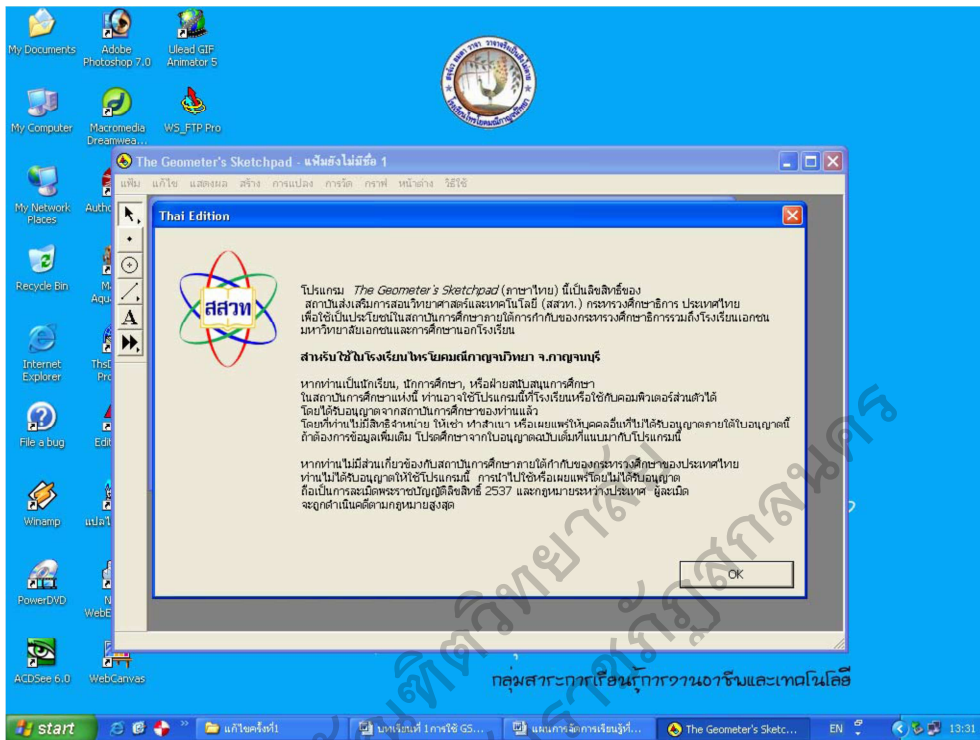 My Documents
Adobe
Photoshop 7.0
Ulead GIF
Animator 5
My Computer
Macromedia
Dreamwea...
WS_FTP Pro
The Geometer's Sketchpad - แฟ้มยังไม่มีชื่อ 1
แฟ้ม แก้ไข แสดงผล สร้าง การแปลง การวัด กราฟ หน้าต่าง วิธีใช้
My Network
Places
Autho
Thai Edition
Recycle Bin
Aqu
A
สสวท
โปรแกรม The Geometer's Sketchpad (ภาษาไทย) นี้เป็นลิขสิทธิ์ของ
สถาบันส่งเสริมการสอนวิทยาศาสตร์และเทคโนโลยี (สสวท.) กระทรวงศึกษาธิการ ประเทศไทย
เพื่อใช้เป็นประโยชน์ในสถาบันการศึกษาภายใต้การกำกับของกระทรวงศึกษาธิการรวมถึงโรงเรียนเอกชน
มหาวิทยาลัยเอกชนและการศึกษานอกโรงเรียน
สำหรับใช้ในโรงเรียนไทรโยคมณีกาญจน์วิทยา จ.กาญจนบุรี
หากท่านเป็นนักเรียน, นักการศึกษา, หรือฝ่ายสนับสนุนการศึกษา
ในสถาบันการศึกษาแห่งนี้ ท่านอาจใช้โปรแกรมนี้ที่โรงเรียนหรือใช้กับคอมพิวเตอร์ส่วนตัวได้
โดยได้รับอนุญาตจากสถาบันการศึกษาของท่านแล้ว
โดยที่ท่านไม่มีสิทธิจำหน่าย ให้เช่า ทำสำเนา หรือเผยแพร่ให้บุคคลอื่นที่ไม่ได้รับอนุญาตภายใต้ใบอนุญาตนี้
ถ้าต้องการข้อมูลเพิ่มเติม โปรดศึกษาจากใบอนุญาตฉบับเต็มที่แนบมากับโปรแกรมนี้
หากท่านไม่มีส่วนเกี่ยวข้องกับสถาบันการศึกษาภายใต้กำกับของกระทรวงศึกษาของประเทศไทย
ท่านไม่ได้รับอนุญาตให้ใช้โปรแกรมนี้ การนำไปใช้หรือเผยแพร่โดยไม่ได้รับอนุญาต
ถือเป็นการละเมิดพระราชบัญญัติลิขสิทธิ์ 2537 และกฎหมายระหว่างประเทศ ผู้ละเมิด
จะถูกดำเนินคดีตามกฎหมายสูงสุด
OK
Internet
Explorer
File a bug
Edit
Winamp
PowerDVD
ACDSee 6.0
WebCanvas
กลุ่มสาระการเรียนรู้การงานอาชีพและเทคโนโลยี
start
แก้ไขครั้งที่1
บทเรียนที่ 1การใช้ GS...
แผนการจัดการเรียนรู้ที่...
The Geometer's Sketc...
EN
13:31